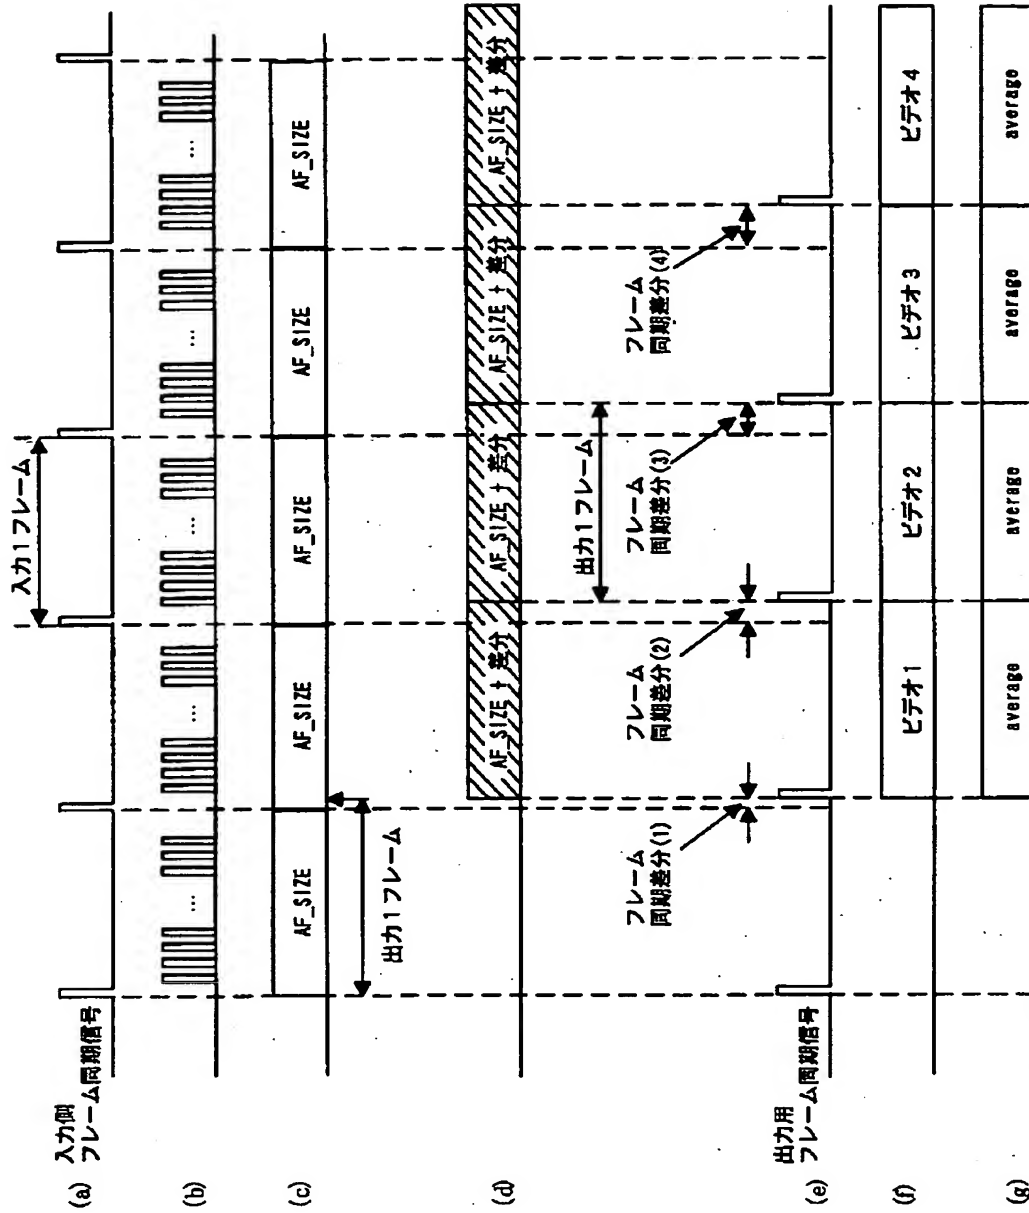 (a)
入力側
フレーム同期信号
入力1フレーム
(b)
...
...
...
...
...
(c)
AF_SIZE
AF_SIZE
AF_SIZE
AF_SIZE
AF_SIZE
出力1フレーム
(d)
AF_SIZE + 差分
AF_SIZE + 差分
AF_SIZE + 差分
AF_SIZE + 差分
出力1フレーム
フレーム
同期差分(1)
フレーム
同期差分(2)
フレーム
同期差分(3)
フレーム
同期差分(4)
(e)
出力用
フレーム同期信号
(f)
ビデオ1
ビデオ2
ビデオ3
ビデオ4
(g)
average
average
average
average